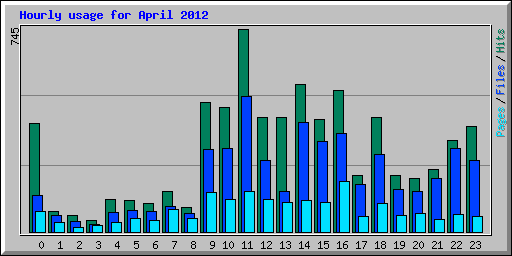 Hourly usage for April 2012
745
Pages/Files/Hits
0 1 2 3 4 5 6 7 8 9 10 11 12 13 14 15 16 17 18 19 20 21 22 23